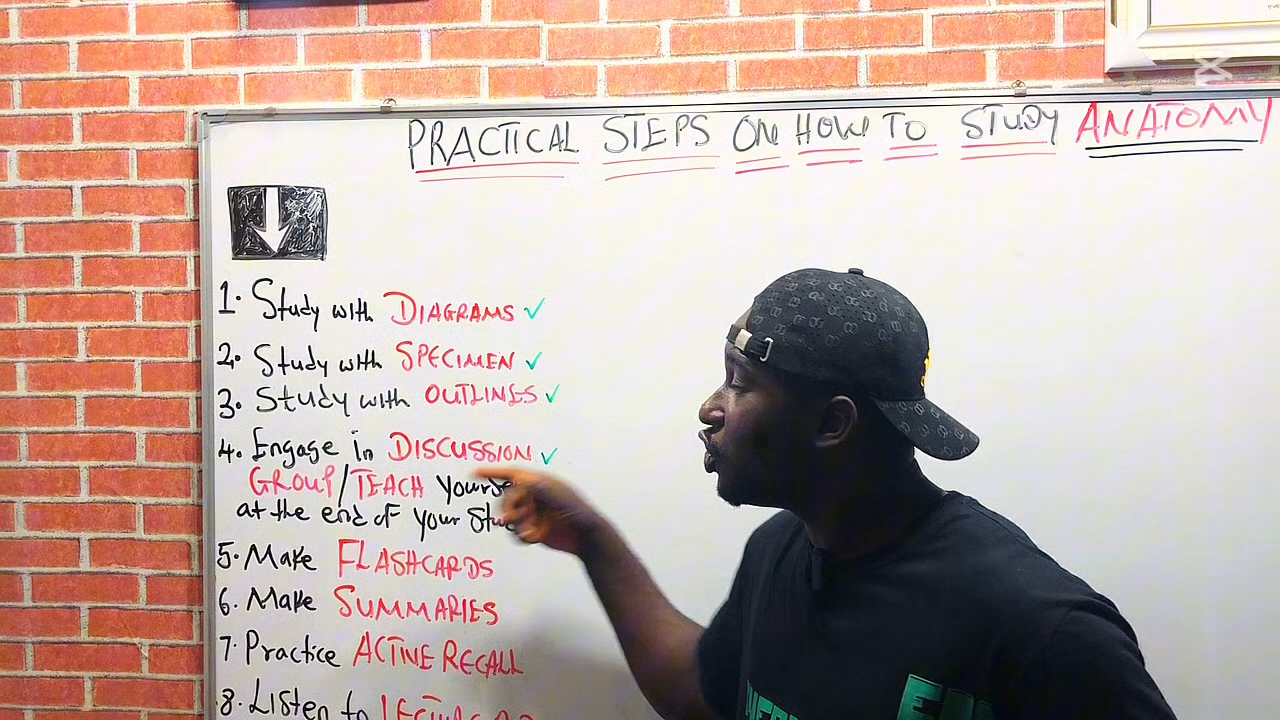 PRACTICAL STEPS ON HOW TO STUDY ANATOMY
1. Study with DIAGRAMS ✓
2. Study with SPECIMEN ✓
3. Study with OUTLINES ✓
4. Engage in DISCUSSION ✓
GROUP/TEACH
at the end of your
5. Make FLASHCARDS
6. Make SUMMARIES
7. Practice ACTIVE RECALL
8. Listen to